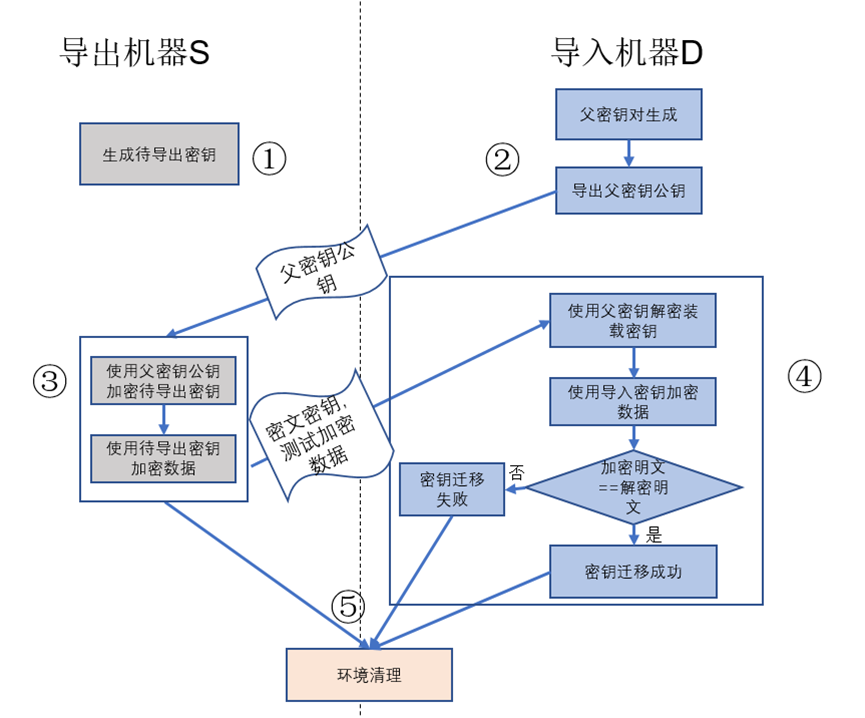 导出机器S
导入机器D
生成待导出密钥
①
②
父密钥对生成
导出父密钥公钥
父密钥公
钥
③
使用父密钥公钥
加密待导出密钥
使用待导出密钥
加密数据
密文密钥,
测试加密
数据
④
使用父密钥解密装
载密钥
使用导入密钥加密
数据
加密明文
==解密明
文
否
密钥迁移
失败
是
密钥迁移成功
⑤
环境清理